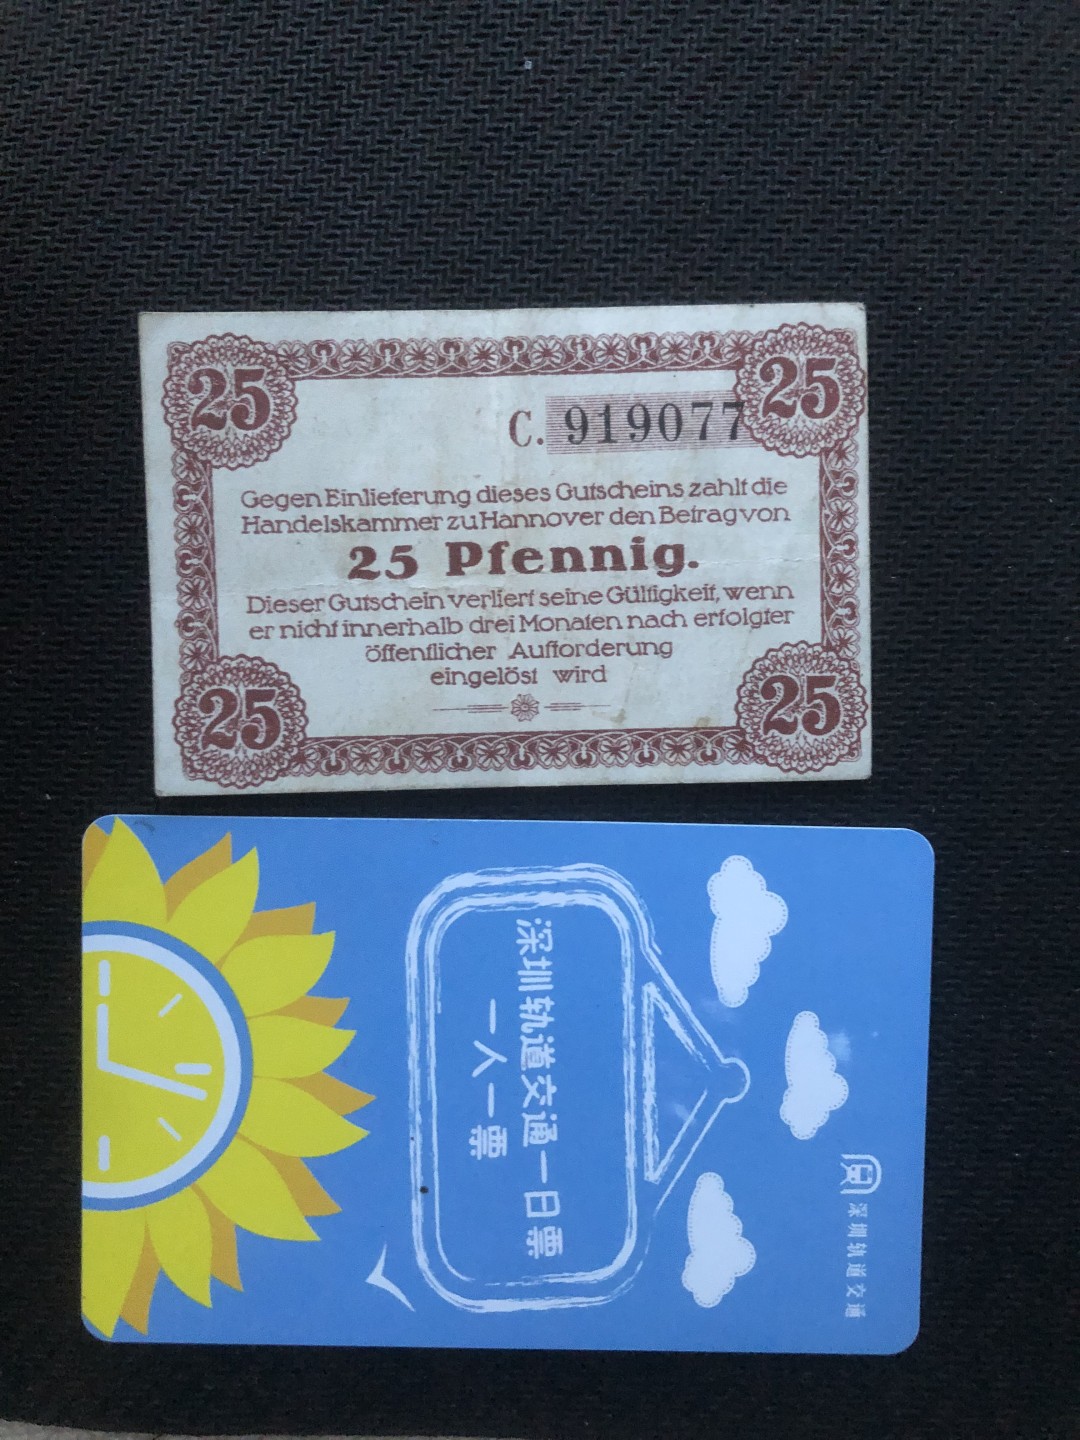 25
25
C. 919077
Gegen Einlieferung dieses Gutscheins zahlt die
Handelskammer zu Hannover den Betrag von
25 Pfennig.
Dieser Gutschein verliert seine Gültigkeit, wenn
er nicht innerhalb drei Monaten nach erfolgter
öffentlicher Aufforderung
eingelöst wird
25
25
深圳轨道交通
深圳轨道交通一日票
一人一票